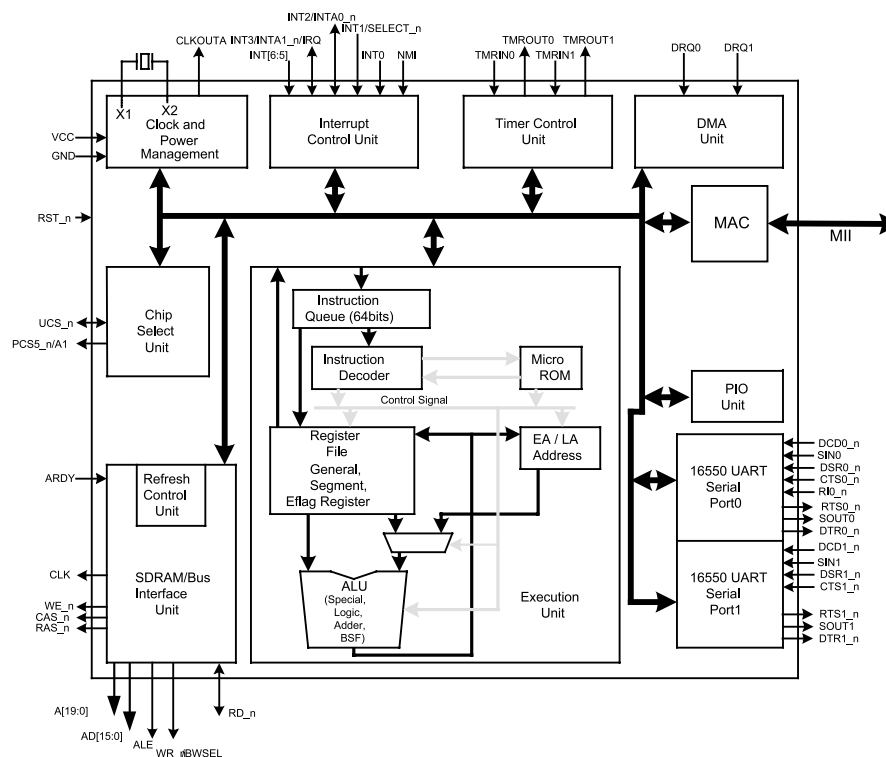 INT2/INTA0_n
CLKOUTA
INT3/INTA1_n/IRQ
INT1/SELECT_n
INT[6:5]
INT0
NMI
TMROUT0
TMROUT1
TMRIN0
TMRIN1
DRQ0
DRQ1
X1
X2
Clock and
Power
Management
Interrupt
Control Unit
Timer Control
Unit
DMA
Unit
VCC
GND
RST_n
MAC
MII
Chip
Select
Unit
UCS_n
PCS5_n/A1
Instruction
Queue (64bits)
Instruction
Decoder
Micro
ROM
Control Signal
PIO
Unit
Register
File
General,
Segment,
Eflag Register
EA / LA
Address
ARDY
Refresh
Control
Unit
SDRAM/Bus
Interface
Unit
CLK
WE_n
CAS_n
RAS_n
ALU
(Special,
Logic,
Adder,
BSF)
Execution
Unit
16550 UART
Serial
Port0
DCD0_n
SIN0
DSR0_n
CTS0_n
RI0_n
RTS0_n
SOUT0
DTR0_n
16550 UART
Serial
Port1
DCD1_n
SIN1
DSR1_n
CTS1_n
RTS1_n
SOUT1
DTR1_n
A[19:0]
AD[15:0]
ALE
RD_n